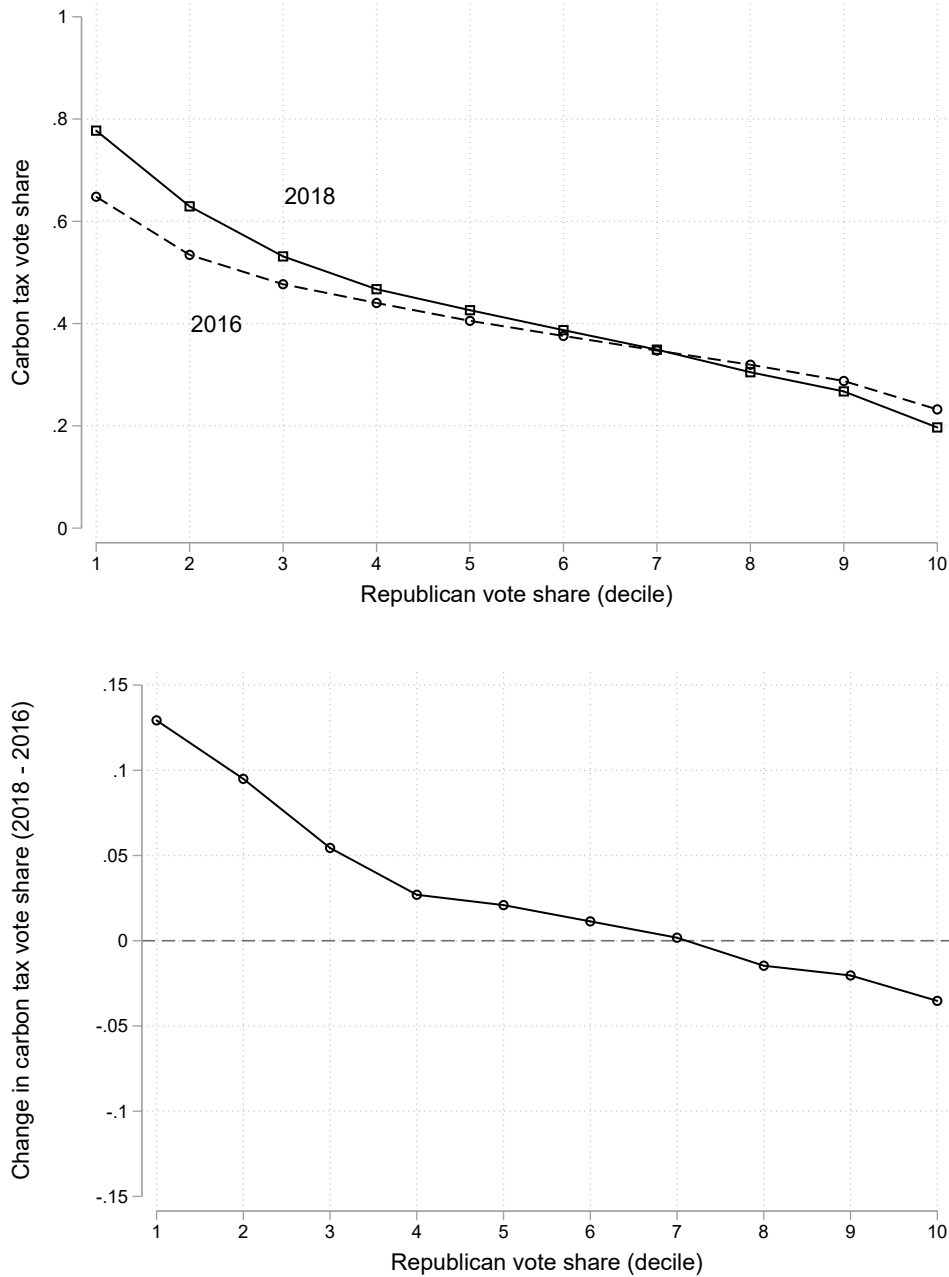 1
.8
.6
.4
.2
0
Carbon tax vote share
2018
2016
1 2 3 4 5 6 7 8 9 10
Republican vote share (decile)
.15
.1
.05
0
-.05
-.1
-.15
Change in carbon tax vote share (2018 - 2016)
1 2 3 4 5 6 7 8 9 10
Republican vote share (decile)